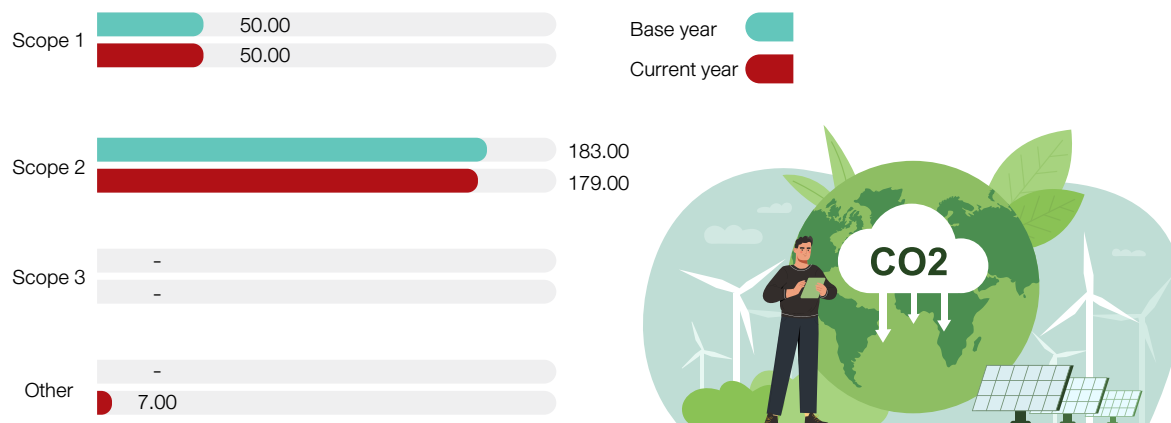 Scope 1
50.00
50.00
Base year
Current year
Scope 2
183.00
179.00
Scope 3
-
-
Other
-
7.00
CO2